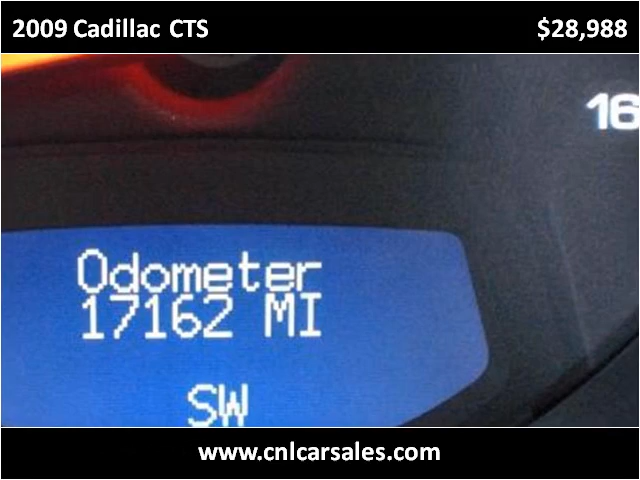 2009 Cadillac CTS $28,988
16
Odometer
17162 MI
SW
www.cnlcarsales.com